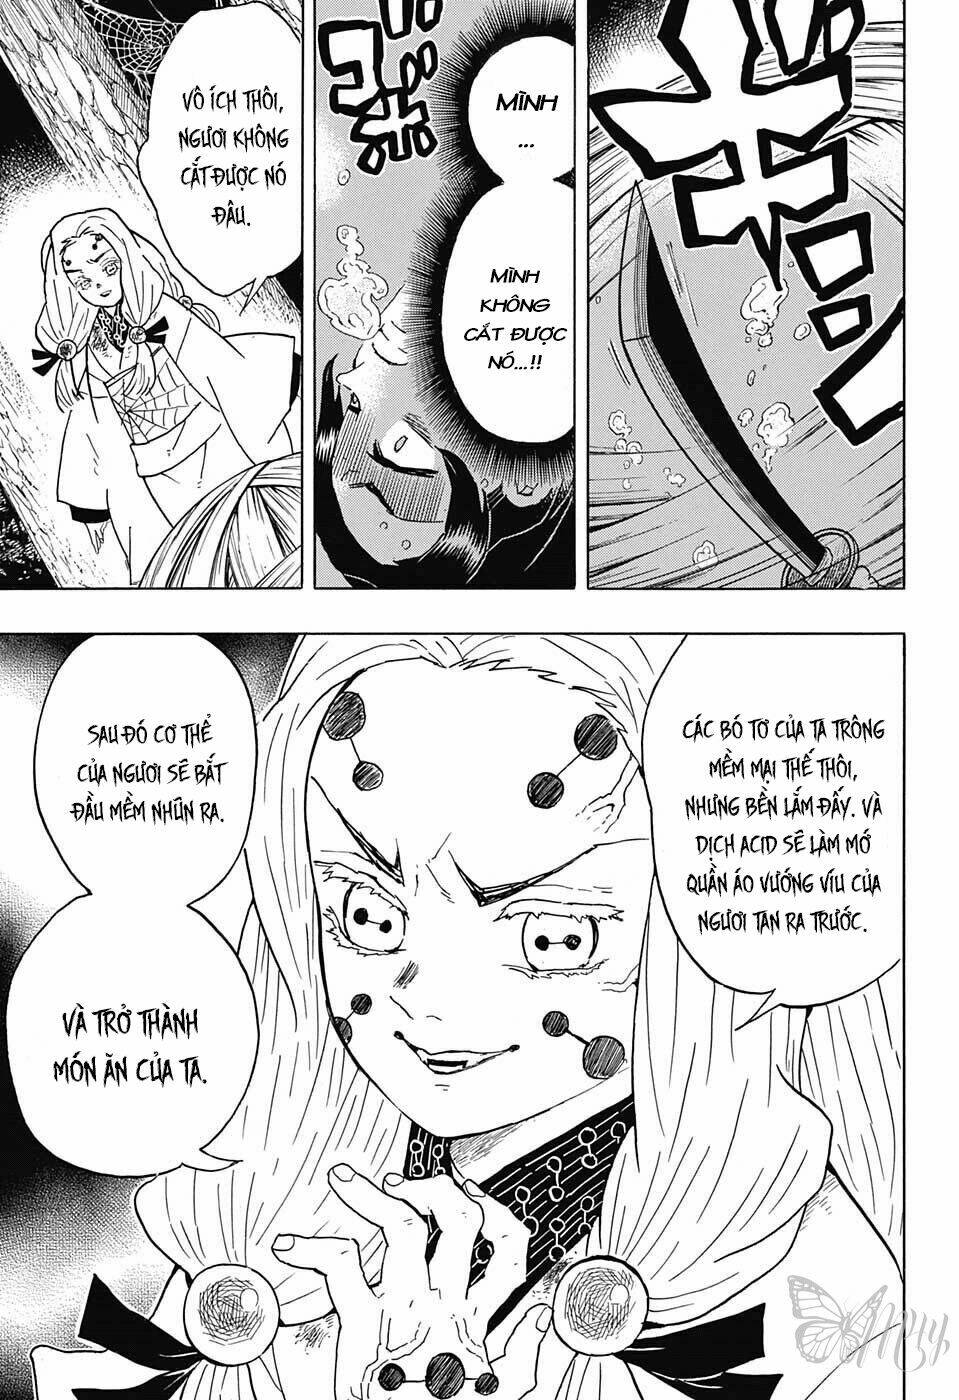 MÌNH
...
MÌNH
KHÔNG
CẮT ĐƯỢC
NÓ...!!
VÔ ÍCH THÔI,
NGƯƠI KHÔNG
CẮT ĐƯỢC NÓ
ĐÂU.
CÁC BÓ TƠ CỦA TA TRÔNG
MỀM MẠI THẾ THÔI,
NHƯNG BỀN LẮM ĐẤY. VÀ
DỊCH ACID SẼ LÀM MỚ
QUẦN ÁO VƯỚNG VÍU CỦA
NGƯƠI TAN RA TRƯỚC.
SAU ĐÓ CƠ THỂ
CỦA NGƯƠI SẼ BẮT
ĐẦU MỀM NHŨN RA.
VÀ TRỞ THÀNH
MÓN ĂN CỦA TA.